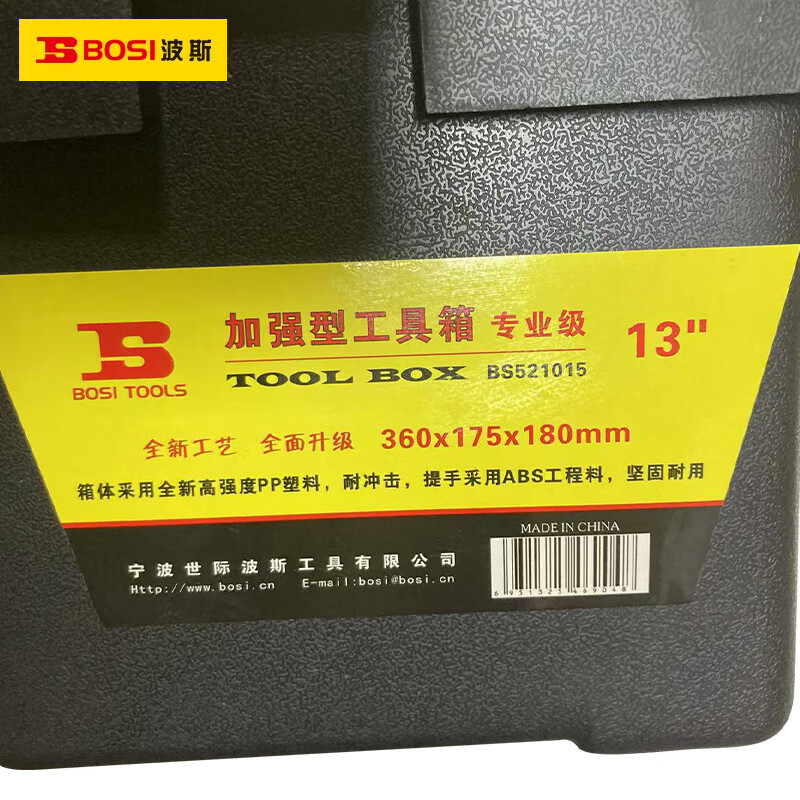 BOSI波斯
加强型工具箱 专业级 13"
BOSI TOOLS
TOOL BOX BS521015
全新工艺 全面升级 360x175x180mm
箱体采用全新高强度PP塑料，耐冲击，提手采用ABS工程料，坚固耐用
MADE IN CHINA
宁波世际波斯工具有限公司
Http://www.bosi.cn E-mail:bosi@bosi.cn
6951325469048